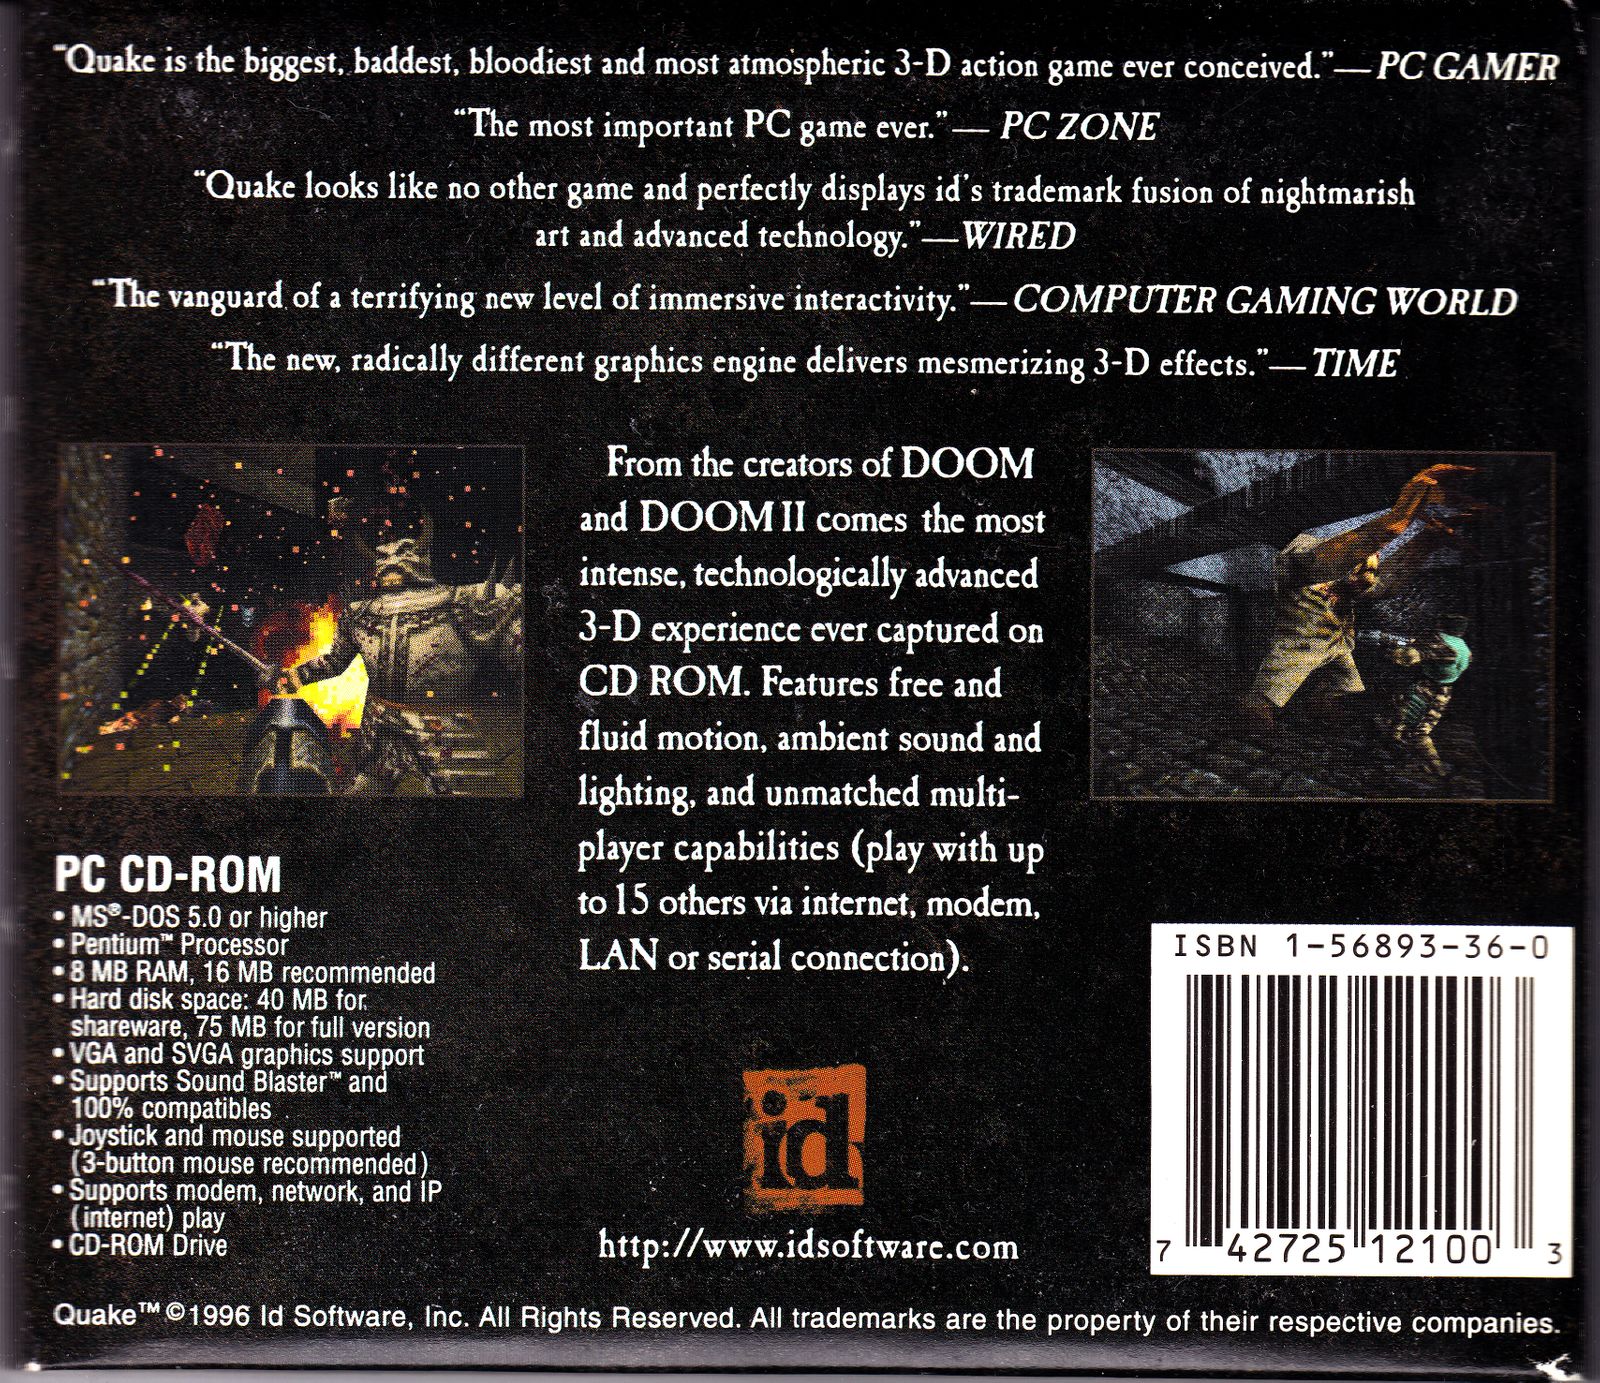 "Quake is the biggest, baddest, bloodiest and most atmospheric 3-D action game ever conceived."—PC GAMER
"The most important PC game ever."— PC ZONE
"Quake looks like no other game and perfectly displays id's trademark fusion of nightmarish
art and advanced technology."—WIRED
"The vanguard of a terrifying new level of immersive interactivity."—COMPUTER GAMING WORLD
"The new, radically different graphics engine delivers mesmerizing 3-D effects."—TIME
From the creators of DOOM
and DOOM II comes the most
intense, technologically advanced
3-D experience ever captured on
CD ROM. Features free and
fluid motion, ambient sound and
lighting, and unmatched multi-
player capabilities (play with up
to 15 others via internet, modem,
LAN or serial connection).
PC CD-ROM
• MS®-DOS 5.0 or higher
• Pentium™ Processor
• 8 MB RAM, 16 MB recommended
• Hard disk space: 40 MB for
shareware, 75 MB for full version
• VGA and SVGA graphics support
• Supports Sound Blaster™ and
100% compatibles
• Joystick and mouse supported
(3-button mouse recommended)
• Supports modem, network, and IP
(internet) play
• CD-ROM Drive
id
http://www.idsoftware.com
ISBN 1-56893-36-0
7 42725 12100 3
Quake™ ©1996 Id Software, Inc. All Rights Reserved. All trademarks are the property of their respective companies.